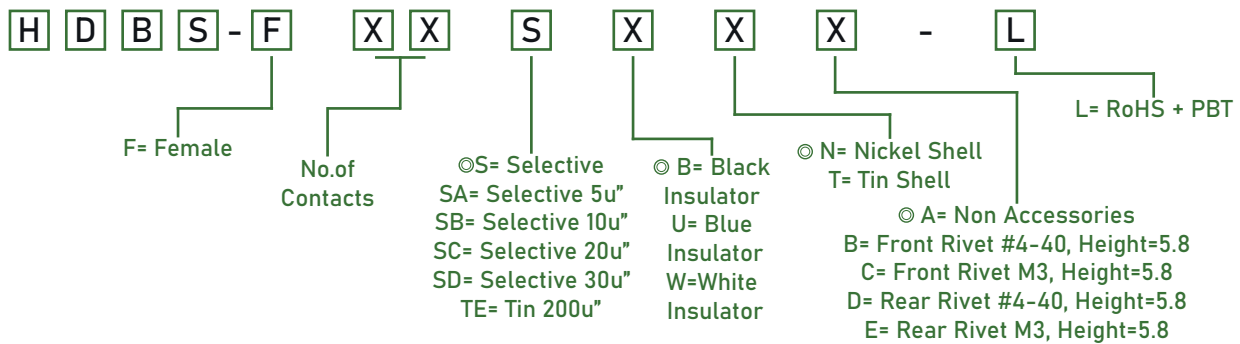 H D B S - F X X S X X X - L
F= Female
No.of
Contacts
◎S= Selective
SA= Selective 5u"
SB= Selective 10u"
SC= Selective 20u"
SD= Selective 30u"
TE= Tin 200u"
◎ B= Black
Insulator
U= Blue
Insulator
W=White
Insulator
◎ N= Nickel Shell
T= Tin Shell
◎ A= Non Accessories
B= Front Rivet #4-40, Height=5.8
C= Front Rivet M3, Height=5.8
D= Rear Rivet #4-40, Height=5.8
E= Rear Rivet M3, Height=5.8
L= RoHS + PBT